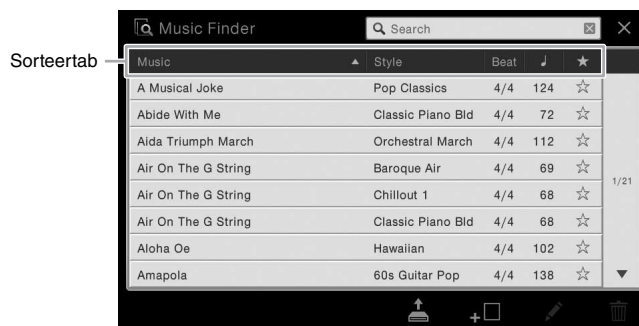 Music Finder Search
Sorteertab
Music Style Beat
A Musical Joke Pop Classics 4/4 124
Abide With Me Classic Piano Bld 4/4 72
Aida Triumph March Orchestral March 4/4 112
Air On The G String Baroque Air 4/4 69
1/21
Air On The G String Chillout 1 4/4 68
Air On The G String Classic Piano Bld 4/4 68
Aloha Oe Hawaiian 4/4 102
Amapola 60s Guitar Pop 4/4 138